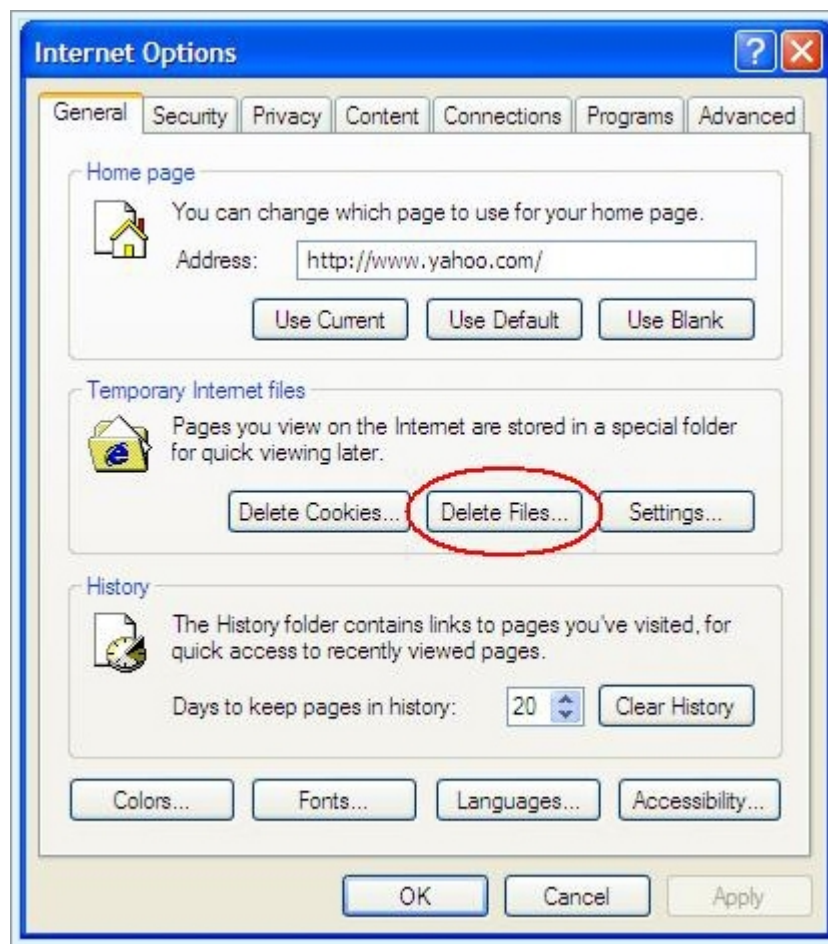 Internet Options
General Security Privacy Content Connections Programs Advanced
Home page
You can change which page to use for your home page.
Address: http://www.yahoo.com/
Use Current Use Default Use Blank
Temporary Internet files
Pages you view on the Internet are stored in a special folder
for quick viewing later.
Delete Cookies... Delete Files... Settings...
History
The History folder contains links to pages you've visited, for
quick access to recently viewed pages.
Days to keep pages in history: 20 Clear History
Colors... Fonts... Languages... Accessibility...
OK Cancel Apply